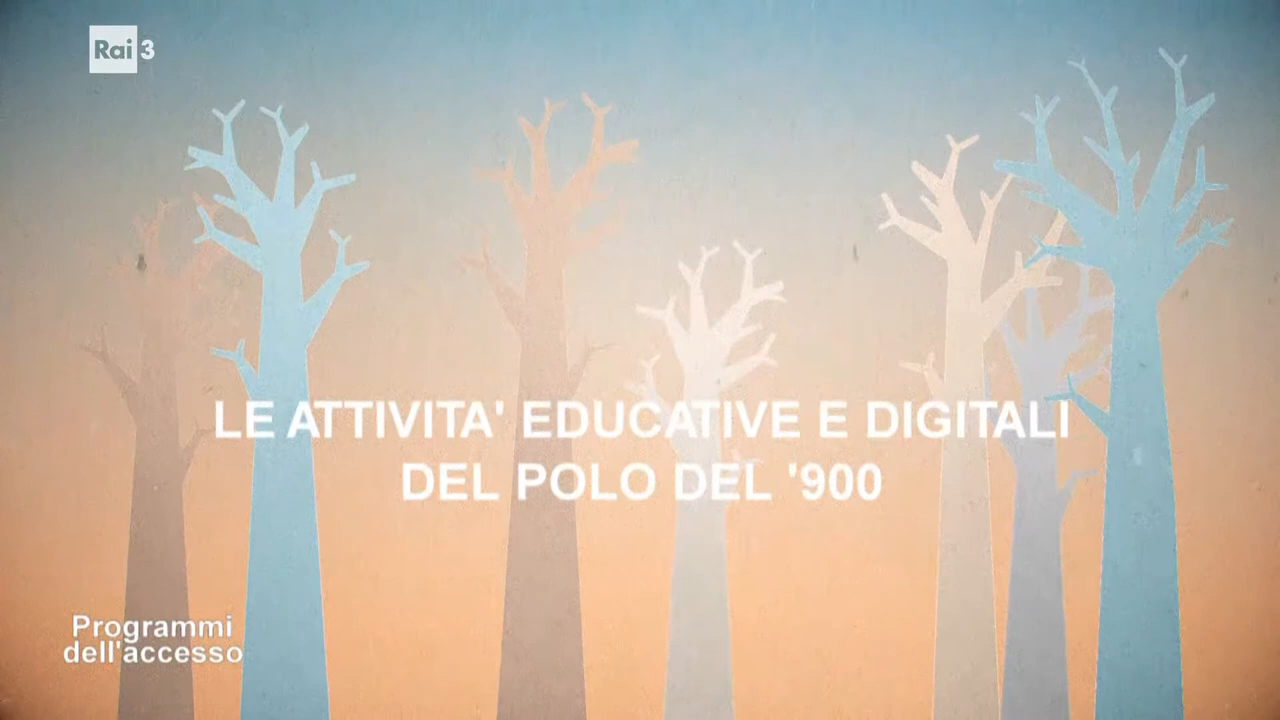 Rai 3
LE ATTIVITA' EDUCATIVE E DIGITALI
DEL POLO DEL '900
Programmi
dell'accesso